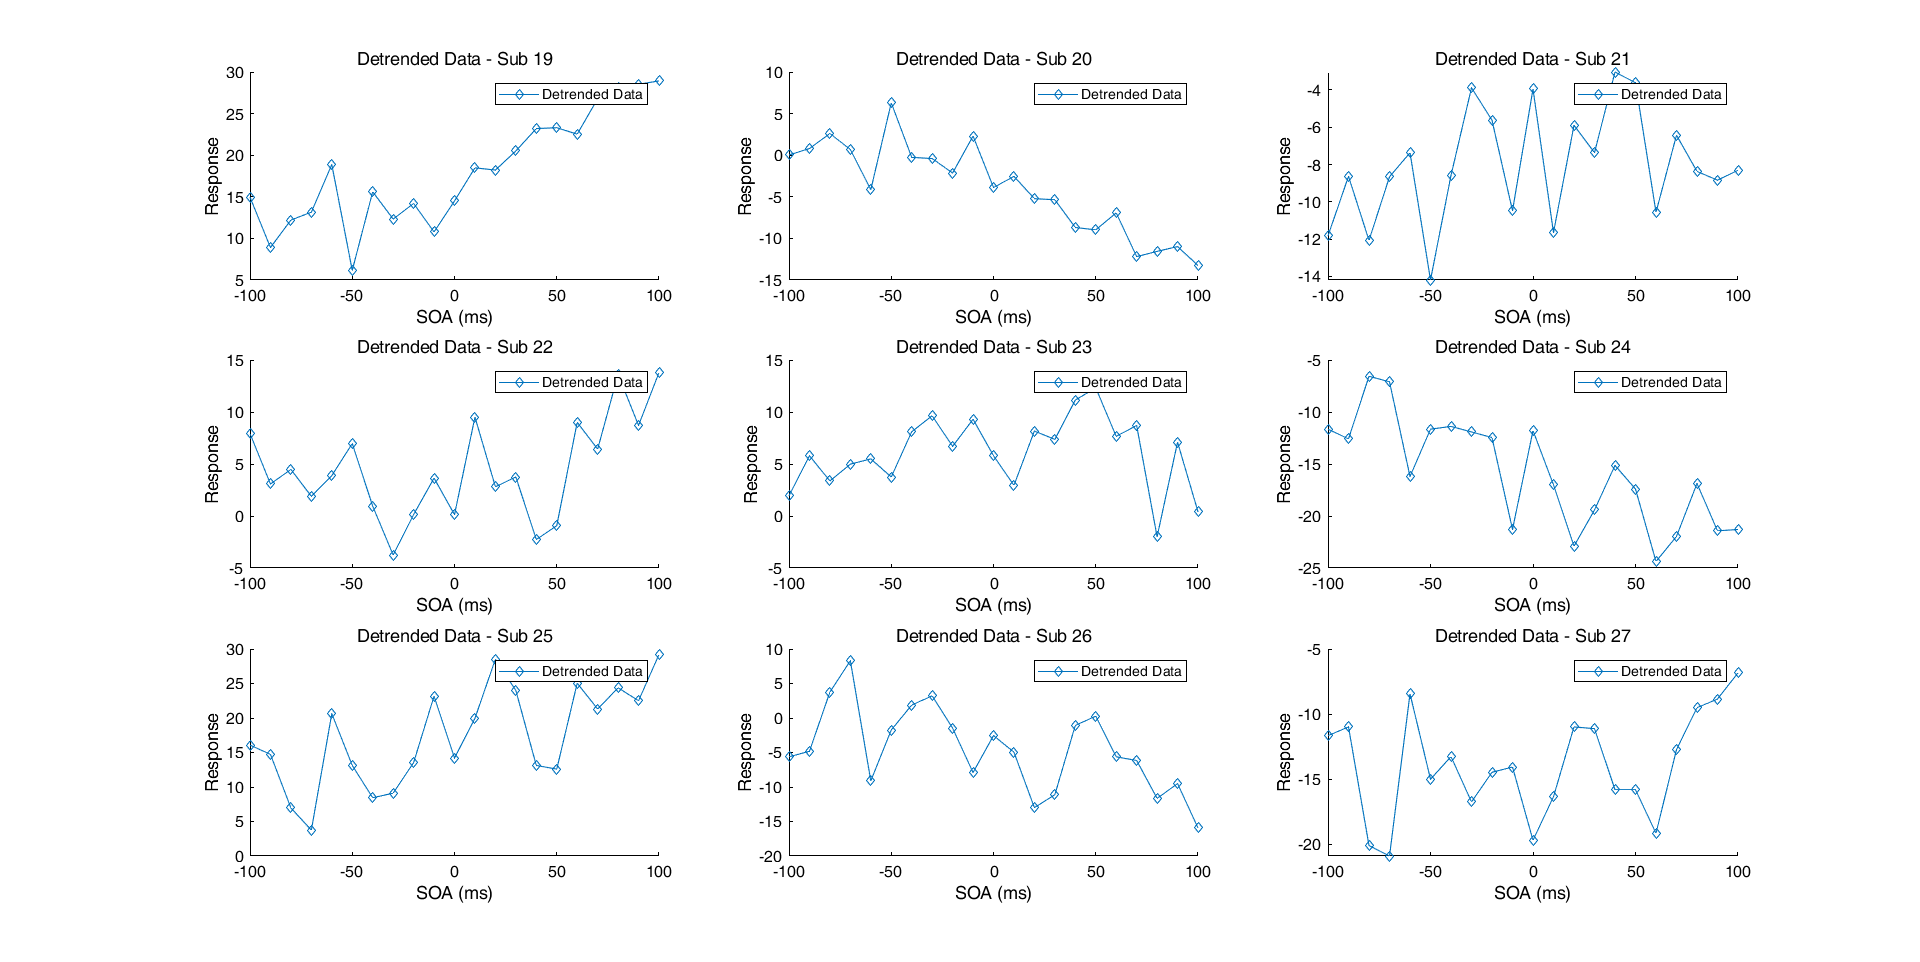 Detrended Data - Sub 19
30
25
20
15
10
5
Response
Detrended Data
-100 -50 0 50 100
SOA (ms)
Detrended Data - Sub 20
10
5
0
-5
-10
-15
Response
Detrended Data
-100 -50 0 50 100
SOA (ms)
Detrended Data - Sub 21
-4
-6
-8
-10
-12
-14
Response
Detrended Data
-100 -50 0 50 100
SOA (ms)
Detrended Data - Sub 22
15
10
5
0
-5
Response
Detrended Data
-100 -50 0 50 100
SOA (ms)
Detrended Data - Sub 23
15
10
5
0
-5
Response
Detrended Data
-100 -50 0 50 100
SOA (ms)
Detrended Data - Sub 24
-5
-10
-15
-20
-25
Response
Detrended Data
-100 -50 0 50 100
SOA (ms)
Detrended Data - Sub 25
30
25
20
15
10
5
0
Response
Detrended Data
-100 -50 0 50 100
SOA (ms)
Detrended Data - Sub 26
10
5
0
-5
-10
-15
-20
Response
Detrended Data
-100 -50 0 50 100
SOA (ms)
Detrended Data - Sub 27
-5
-10
-15
-20
Response
Detrended Data
-100 -50 0 50 100
SOA (ms)